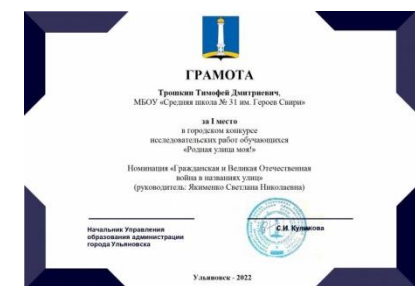 ГРАМОТА
Трошкин Тимофей Дмитриевич,
МБОУ «Средняя школа № 31 им. Героев Свири»
за I место
в городском конкурсе
исследовательских работ обучающихся
«Родная улица моя!»
Номинация «Гражданская и Великая Отечественная
война в названиях улиц»
(руководитель: Якименко Светлана Николаевна)
Начальник Управления
образования администрации
города Ульяновска
С.И. Куликова
Ульяновск - 2022